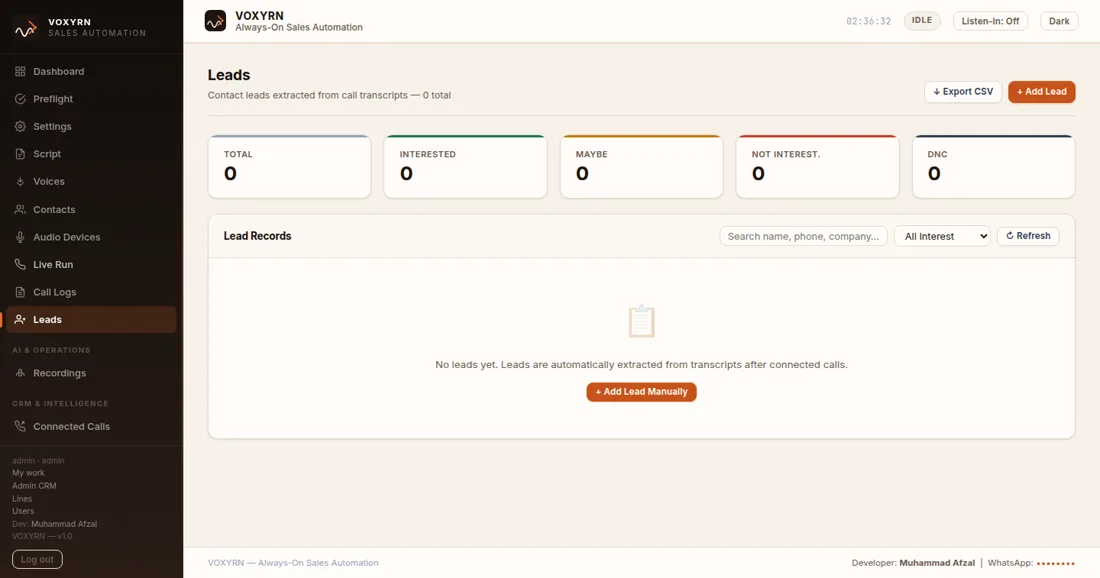 VOXYRN
SALES AUTOMATION
Dashboard
Preflight
Settings
Script
Voices
Contacts
Audio Devices
Live Run
Call Logs
Leads
AI & OPERATIONS
Recordings
CRM & INTELLIGENCE
Connected Calls
admin · admin
My work
Admin CRM
Lines
Users
Dev: Muhammad Afzal
VOXYRN — v1.0
Log out
VOXYRN
Always-On Sales Automation
02:36:32
IDLE
Listen-In: Off
Dark
Leads
Contact leads extracted from call transcripts — 0 total
↓ Export CSV
+ Add Lead
TOTAL
0
INTERESTED
0
MAYBE
0
NOT INTEREST.
0
DNC
0
Lead Records
Search name, phone, company...
All Interest
↻ Refresh
No leads yet. Leads are automatically extracted from transcripts after connected calls.
+ Add Lead Manually
VOXYRN — Always-On Sales Automation
Developer: Muhammad Afzal | WhatsApp: ••••••••